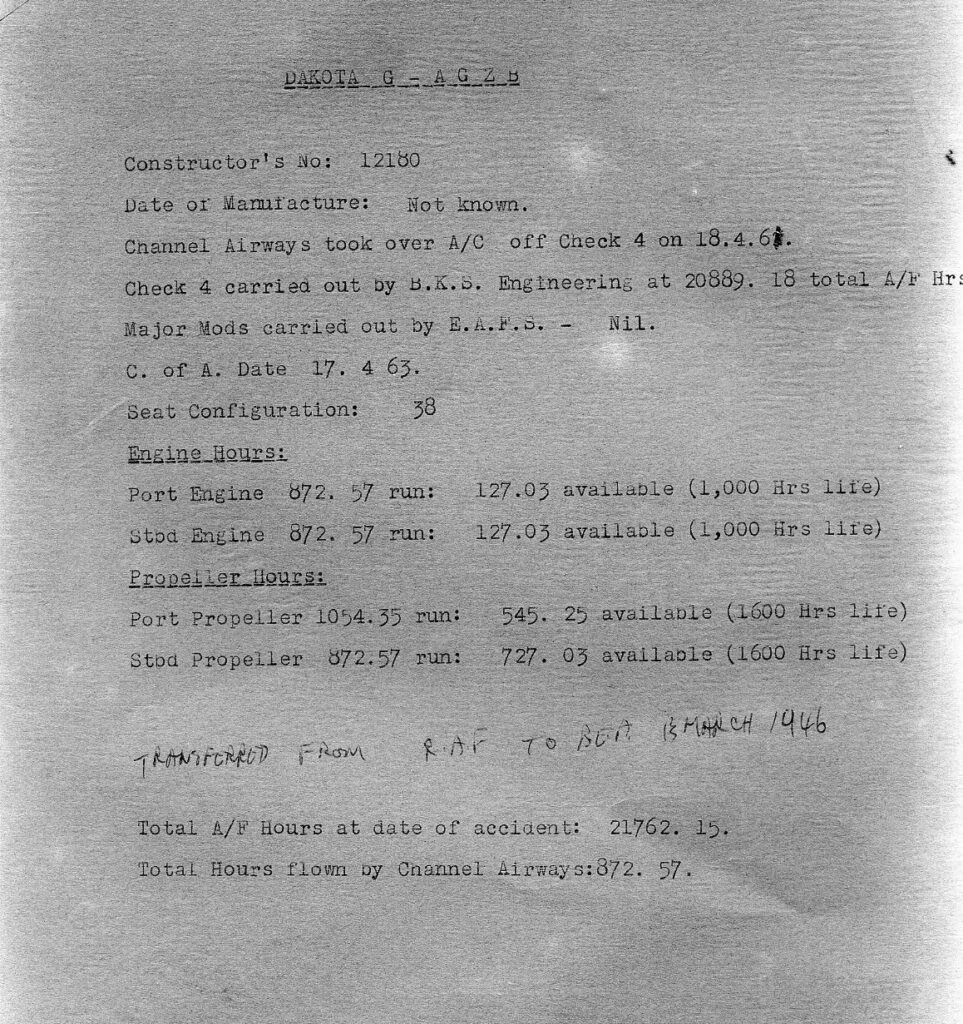 DAKOTA G - A G Z B
Constructor's No: 12180
Date of Manufacture: Not known.
Channel Airways took over A/C off Check 4 on 18.4.6
Check 4 carried out by B.K.S. Engineering at 20889. 18 total A/F Hrs
Major Mods carried out by E.A.F.S. - Nil.
C. of A. Date 17. 4 63.
Seat Configuration: 38
Engine Hours:
Port Engine 872. 57 run: 127.03 available (1,000 Hrs life)
Stbd Engine 872. 57 run: 127.03 available (1,000 Hrs life)
Propeller Hours:
Port Propeller 1054.35 run: 545. 25 available (1600 Hrs life)
Stbd Propeller 872.57 run: 727. 03 available (1600 Hrs life)
TRANSFERRED FROM R.AF TO BEA MARCH 1946
Total A/F Hours at date of accident: 21762. 15.
Total Hours flown by Channel Airways:872. 57.